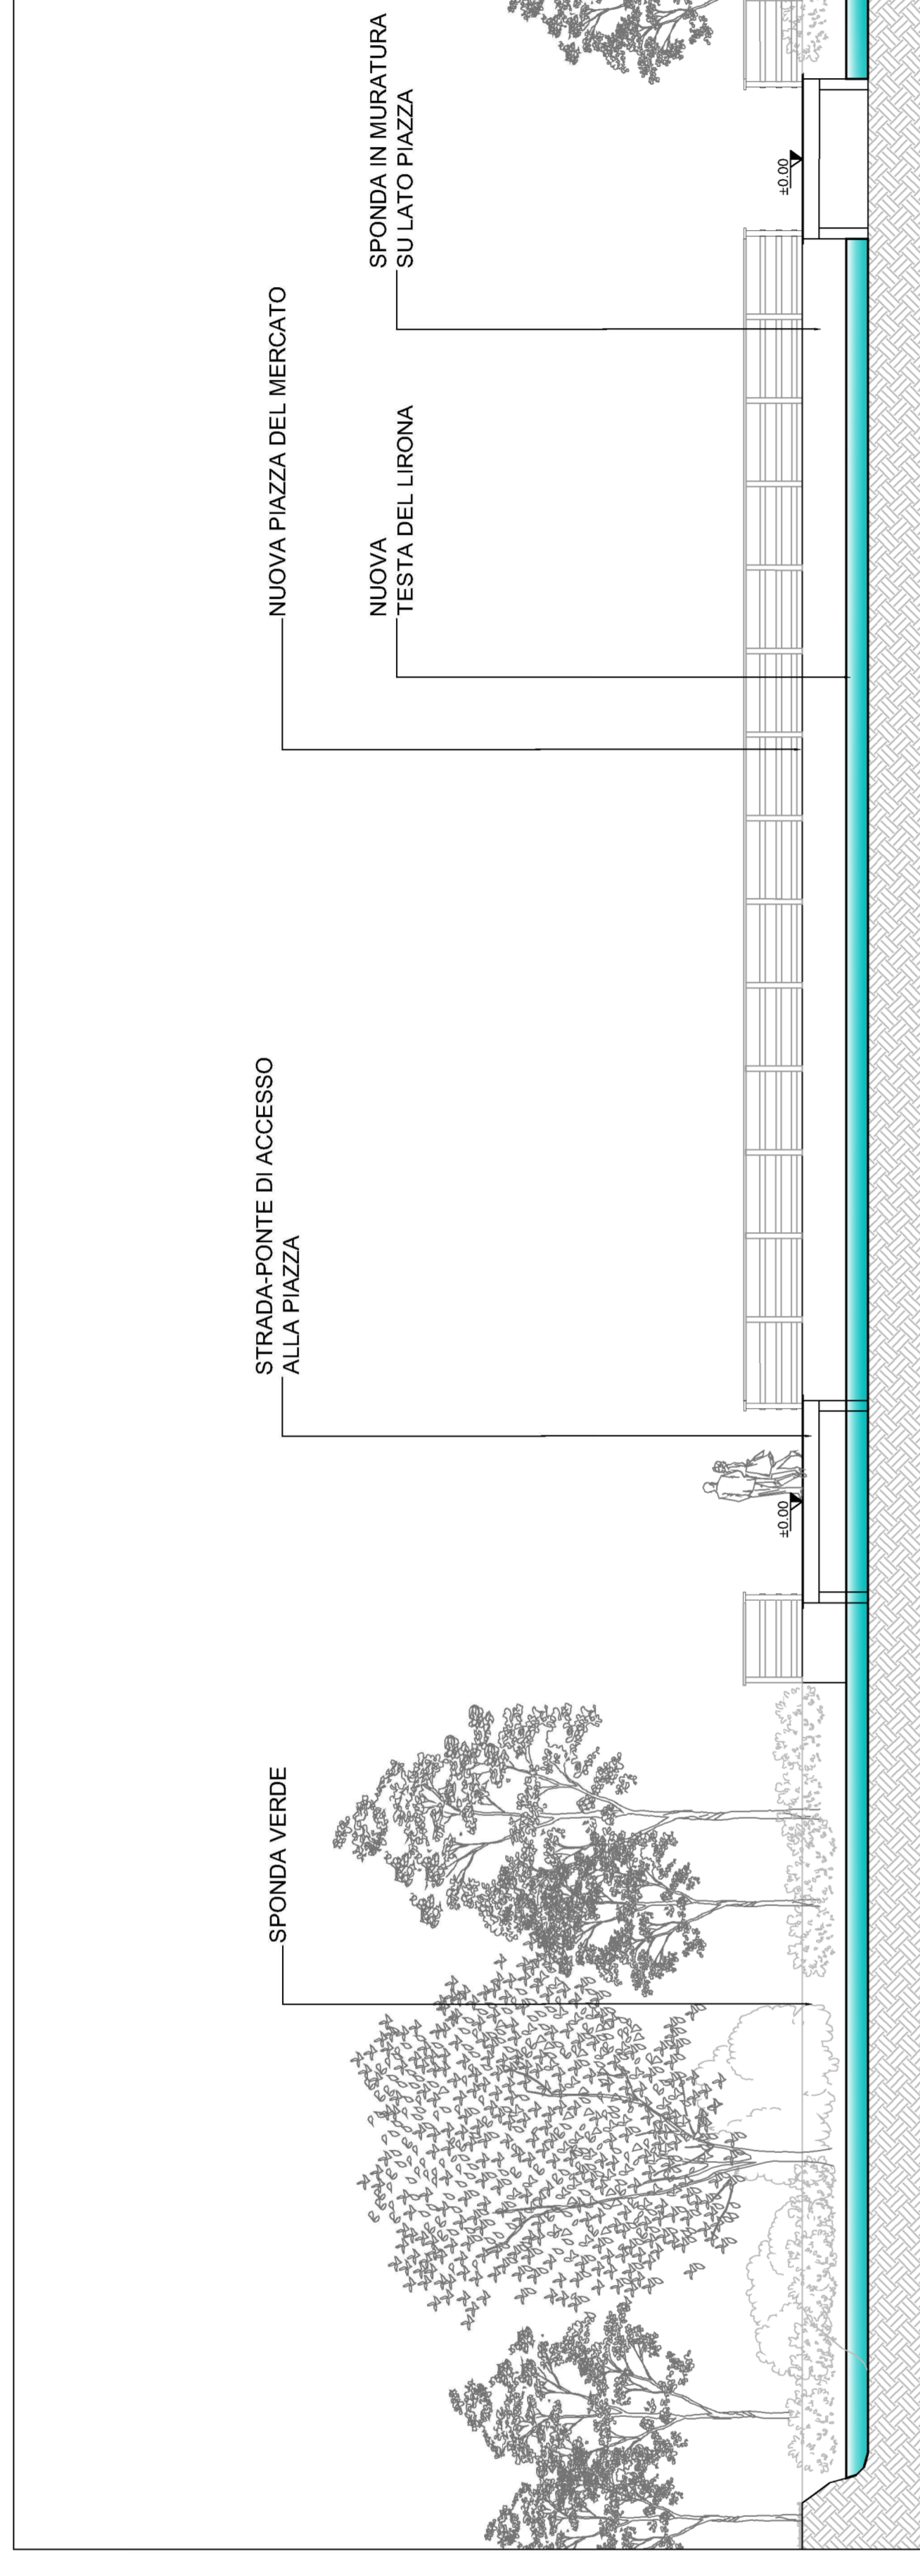 SPONDA VERDE
STRADA-PONTE DI ACCESSO
ALLA PIAZZA
NUOVA PIAZZA DEL MERCATO
NUOVA
TESTA DEL LIRONA
SPONDA IN MURATURA
SU LATO PIAZZA
±0.00
±0.00